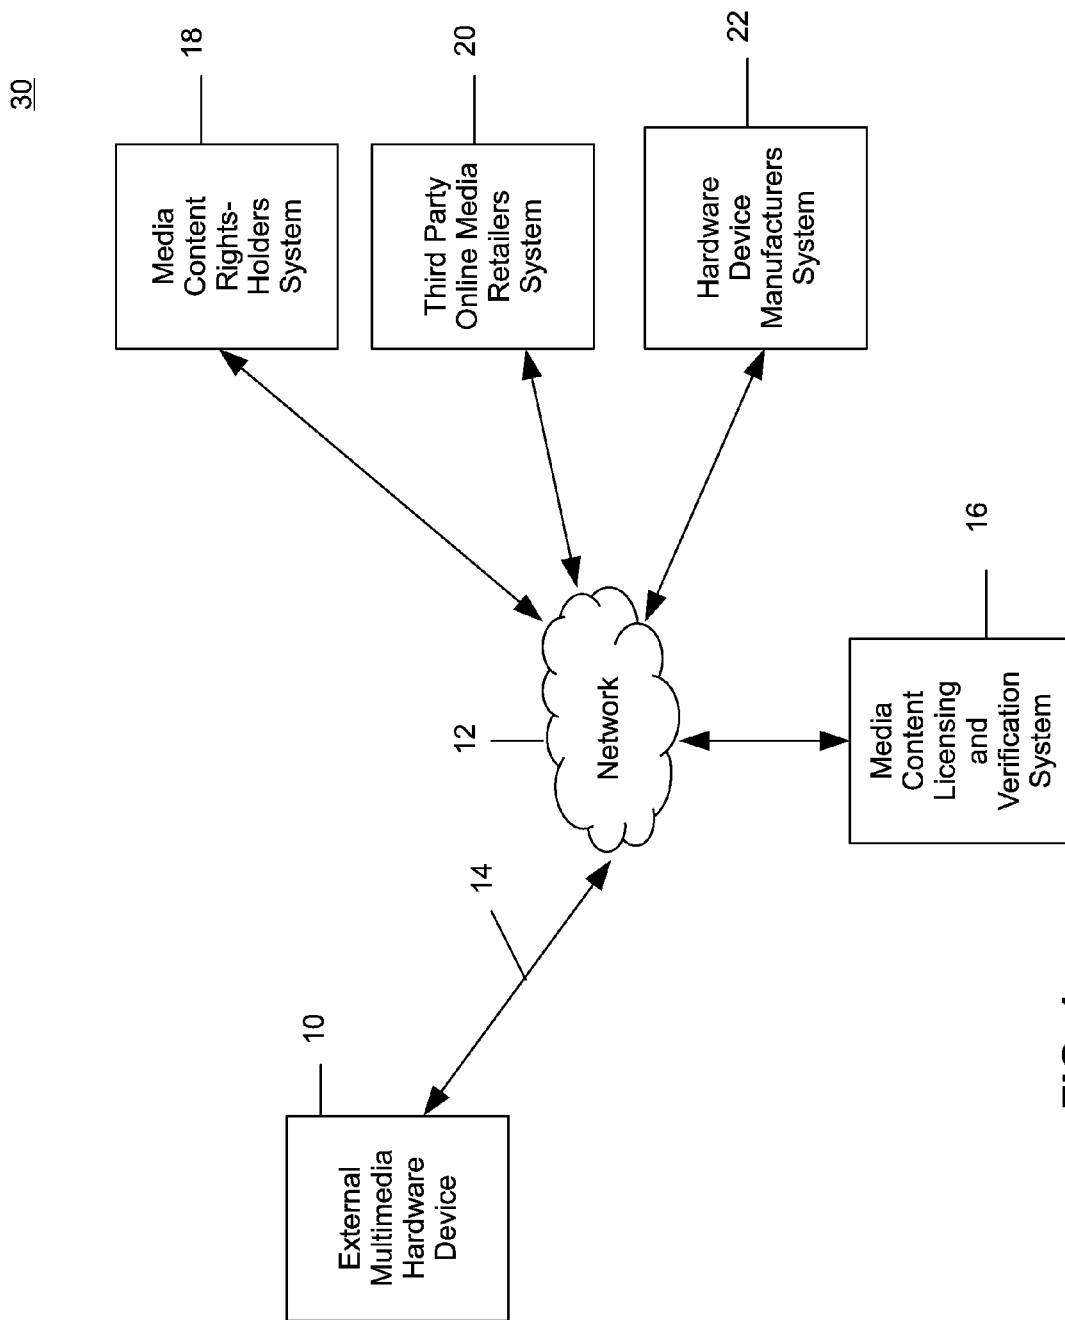 30
18
Media
Content
Rights-
Holders
System
20
Third Party
Online Media
Retailers
System
22
Hardware
Device
Manufacturers
System
10
External
Multimedia
Hardware
Device
14
12
Network
16
Media
Content
Licensing
and
Verification
System